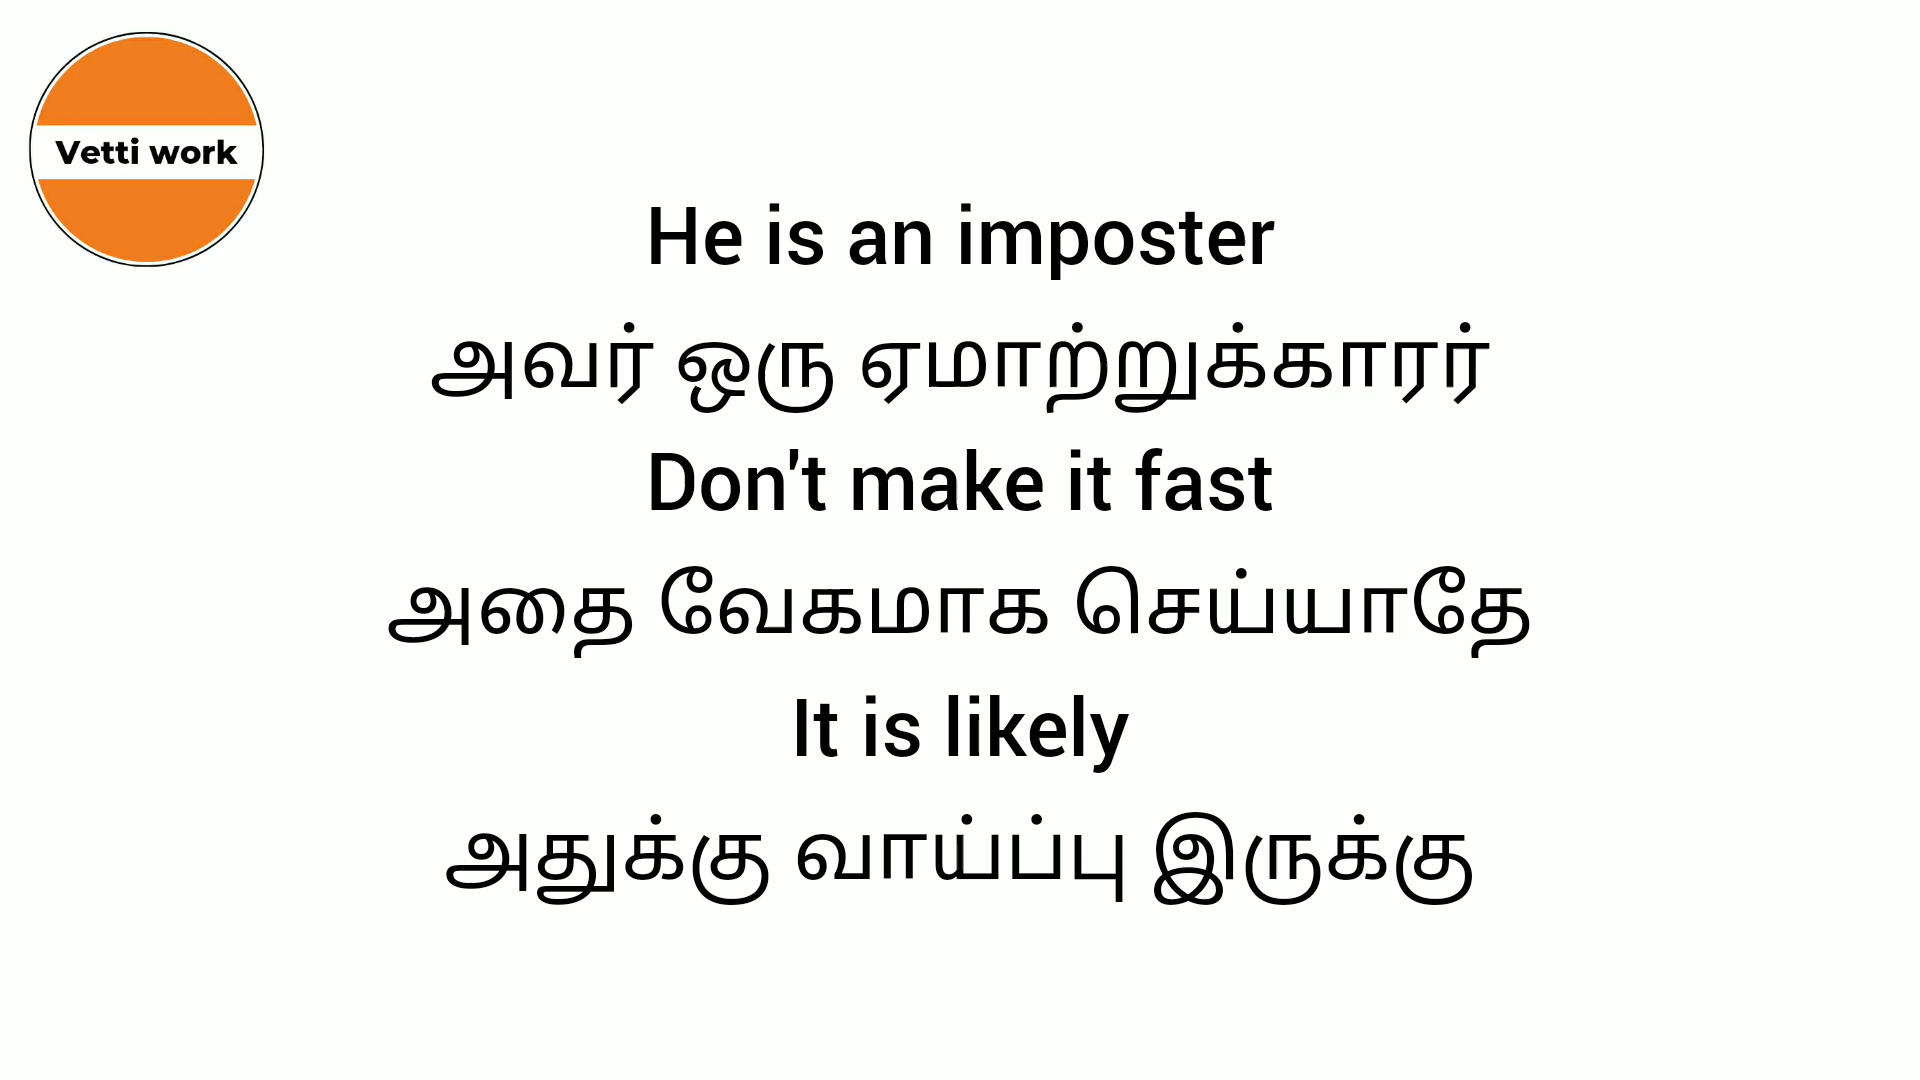 Vetti work
He is an imposter
அவர் ஒரு ஏமாற்றுக்காரர்
Don't make it fast
அதை வேகமாக செய்யாதே
It is likely
அதுக்கு வாய்ப்பு இருக்கு